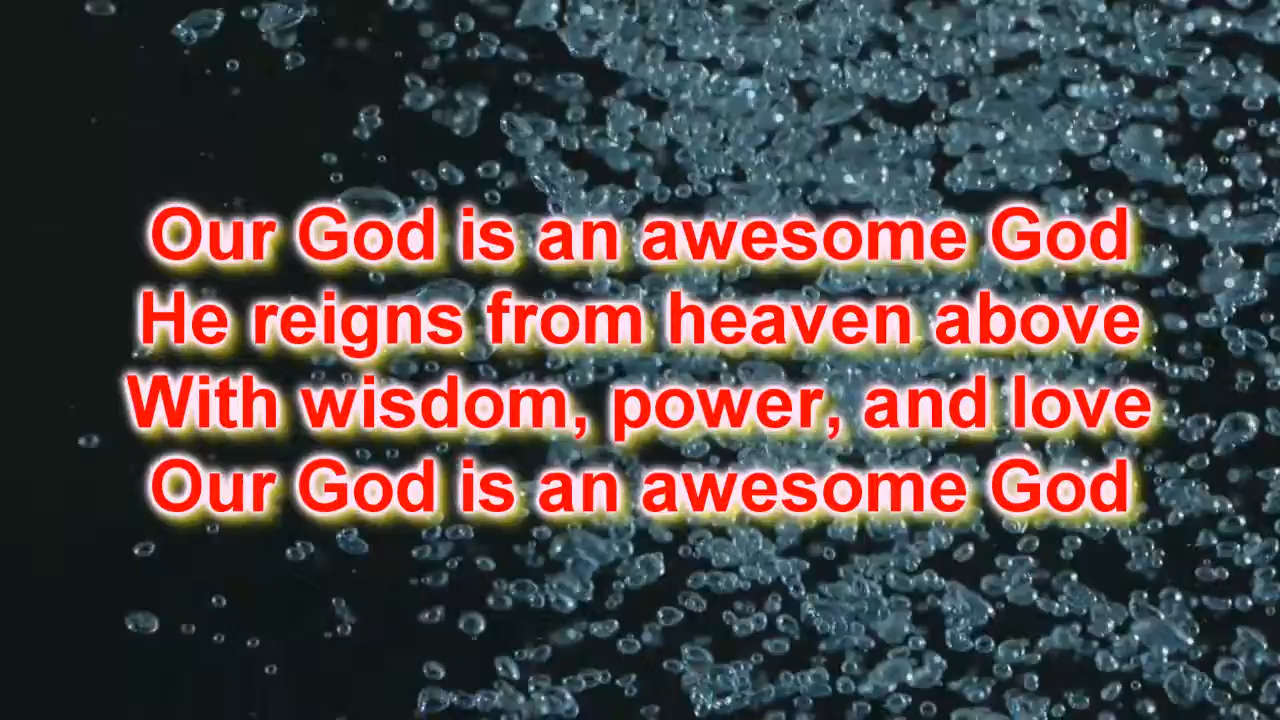 Our God is an awesome God
He reigns from heaven above
With wisdom, power, and love
Our God is an awesome God